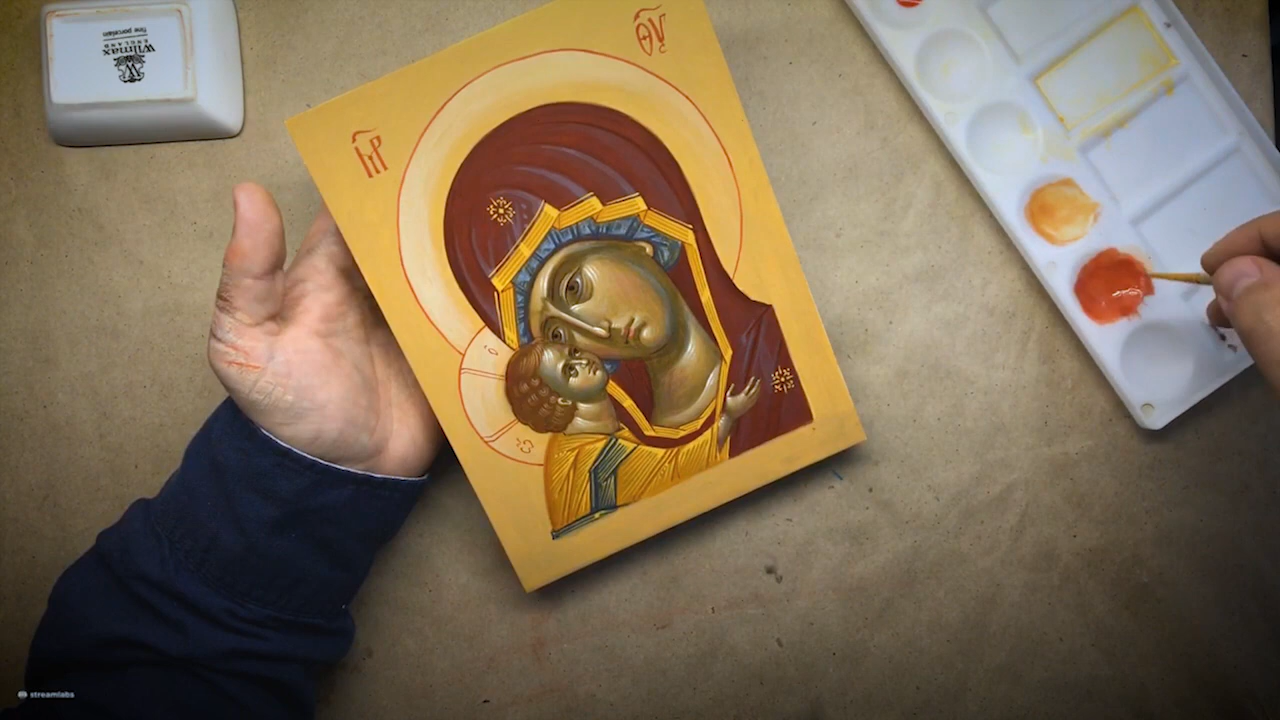 Wilmax
ENGLAND
fine porcelain
ΜΡ
ΘΥ
streamlabs